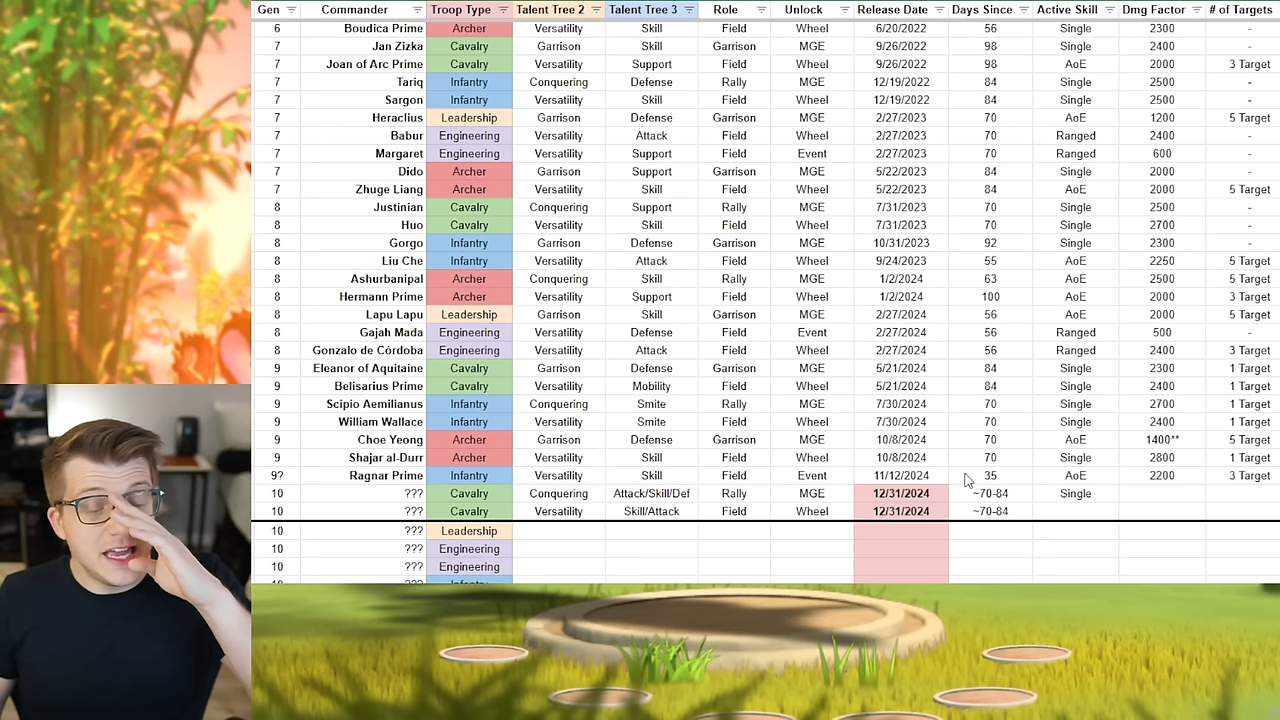 Gen Commander Troop Type Talent Tree 2 Talent Tree 3 Role Unlock Release Date Days Since Active Skill Dmg Factor # of Targets
6 Boudica Prime Archer Versatility Skill Field Wheel 6/20/2022 56 Single 2300 -
7 Jan Zizka Cavalry Garrison Skill Garrison MGE 9/26/2022 98 Single 2400 -
7 Joan of Arc Prime Cavalry Versatility Support Field Wheel 9/26/2022 98 AoE 2000 3 Target
7 Tariq Infantry Conquering Defense Rally MGE 12/19/2022 84 Single 2500 -
7 Sargon Infantry Versatility Skill Field Wheel 12/19/2022 84 Single 2500 -
7 Heraclius Leadership Garrison Defense Garrison MGE 2/27/2023 70 AoE 1200 5 Target
7 Babur Engineering Versatility Attack Field Wheel 2/27/2023 70 Ranged 2400 -
7 Margaret Engineering Versatility Support Field Event 2/27/2023 70 Ranged 600 -
7 Dido Archer Garrison Support Garrison MGE 5/22/2023 84 Single 2000 -
7 Zhuge Liang Archer Versatility Skill Field Wheel 5/22/2023 84 AoE 2000 5 Target
8 Justinian Cavalry Conquering Support Rally MGE 7/31/2023 70 Single 2500 -
8 Huo Cavalry Versatility Skill Field Wheel 7/31/2023 70 Single 2700 -
8 Gorgo Infantry Garrison Defense Garrison MGE 10/31/2023 92 Single 2300 -
8 Liu Che Infantry Versatility Attack Field Wheel 9/24/2023 55 AoE 2250 5 Target
8 Ashurbanipal Archer Conquering Skill Rally MGE 1/2/2024 63 AoE 2500 5 Target
8 Hermann Prime Archer Versatility Support Field Wheel 1/2/2024 100 AoE 2000 3 Target
8 Lapu Lapu Leadership Garrison Skill Garrison MGE 2/27/2024 56 AoE 2000 5 Target
8 Gajah Mada Engineering Versatility Defense Field Event 2/27/2024 56 Ranged 500 -
8 Gonzalo de Córdoba Engineering Versatility Attack Field Wheel 2/27/2024 56 Ranged 2400 3 Target
9 Eleanor of Aquitaine Cavalry Garrison Defense Garrison MGE 5/21/2024 84 Single 2300 1 Target
9 Belisarius Prime Cavalry Versatility Mobility Field Wheel 5/21/2024 84 Single 2400 1 Target
9 Scipio Aemilianus Infantry Conquering Smite Rally MGE 7/30/2024 70 Single 2700 1 Target
9 William Wallace Infantry Versatility Smite Field Wheel 7/30/2024 70 Single 2400 1 Target
9 Choe Yeong Archer Garrison Defense Garrison MGE 10/8/2024 70 AoE 1400** 5 Target
9 Shajar al-Durr Archer Versatility Skill Field Wheel 10/8/2024 70 Single 2800 1 Target
9? Ragnar Prime Infantry Versatility Skill Field Event 11/12/2024 35 AoE 2200 3 Target
10 ??? Cavalry Conquering Attack/Skill/Def Rally MGE 12/31/2024 ~70-84 Single
10 ??? Cavalry Versatility Skill/Attack Field Wheel 12/31/2024 ~70-84
10 ??? Leadership
10 ??? Engineering
10 ??? Engineering
10 ??? Infantry